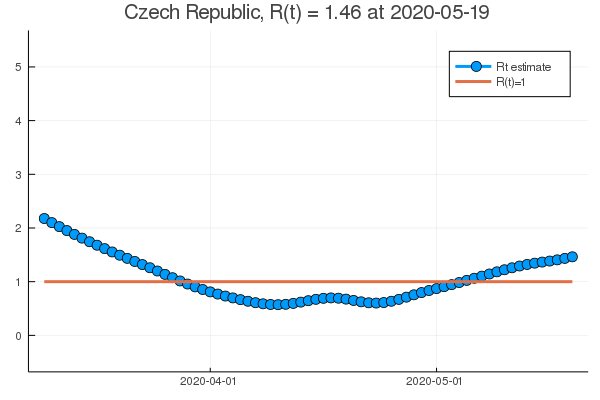 Czech Republic, R(t) = 1.46 at 2020-05-19
5
4
3
2
1
0
Rt estimate
R(t)=1
2020-04-01
2020-05-01